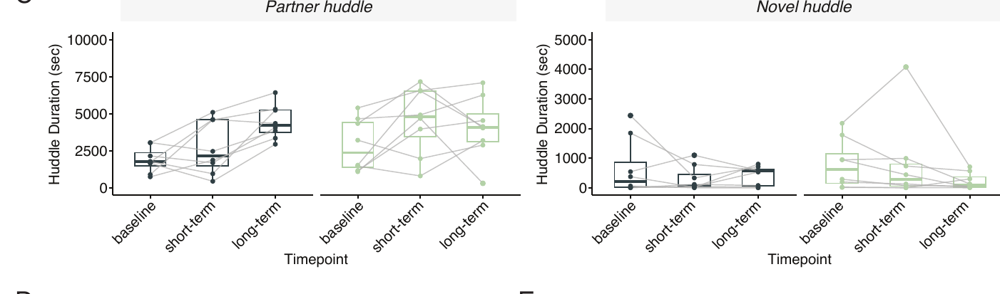 Partner huddle
Novel huddle
Huddle Duration (sec)
10000
7500
5000
2500
0
baseline
short-term
long-term
baseline
short-term
long-term
Timepoint
Huddle Duration (sec)
5000
4000
3000
2000
1000
0
baseline
short-term
long-term
baseline
short-term
long-term
Timepoint